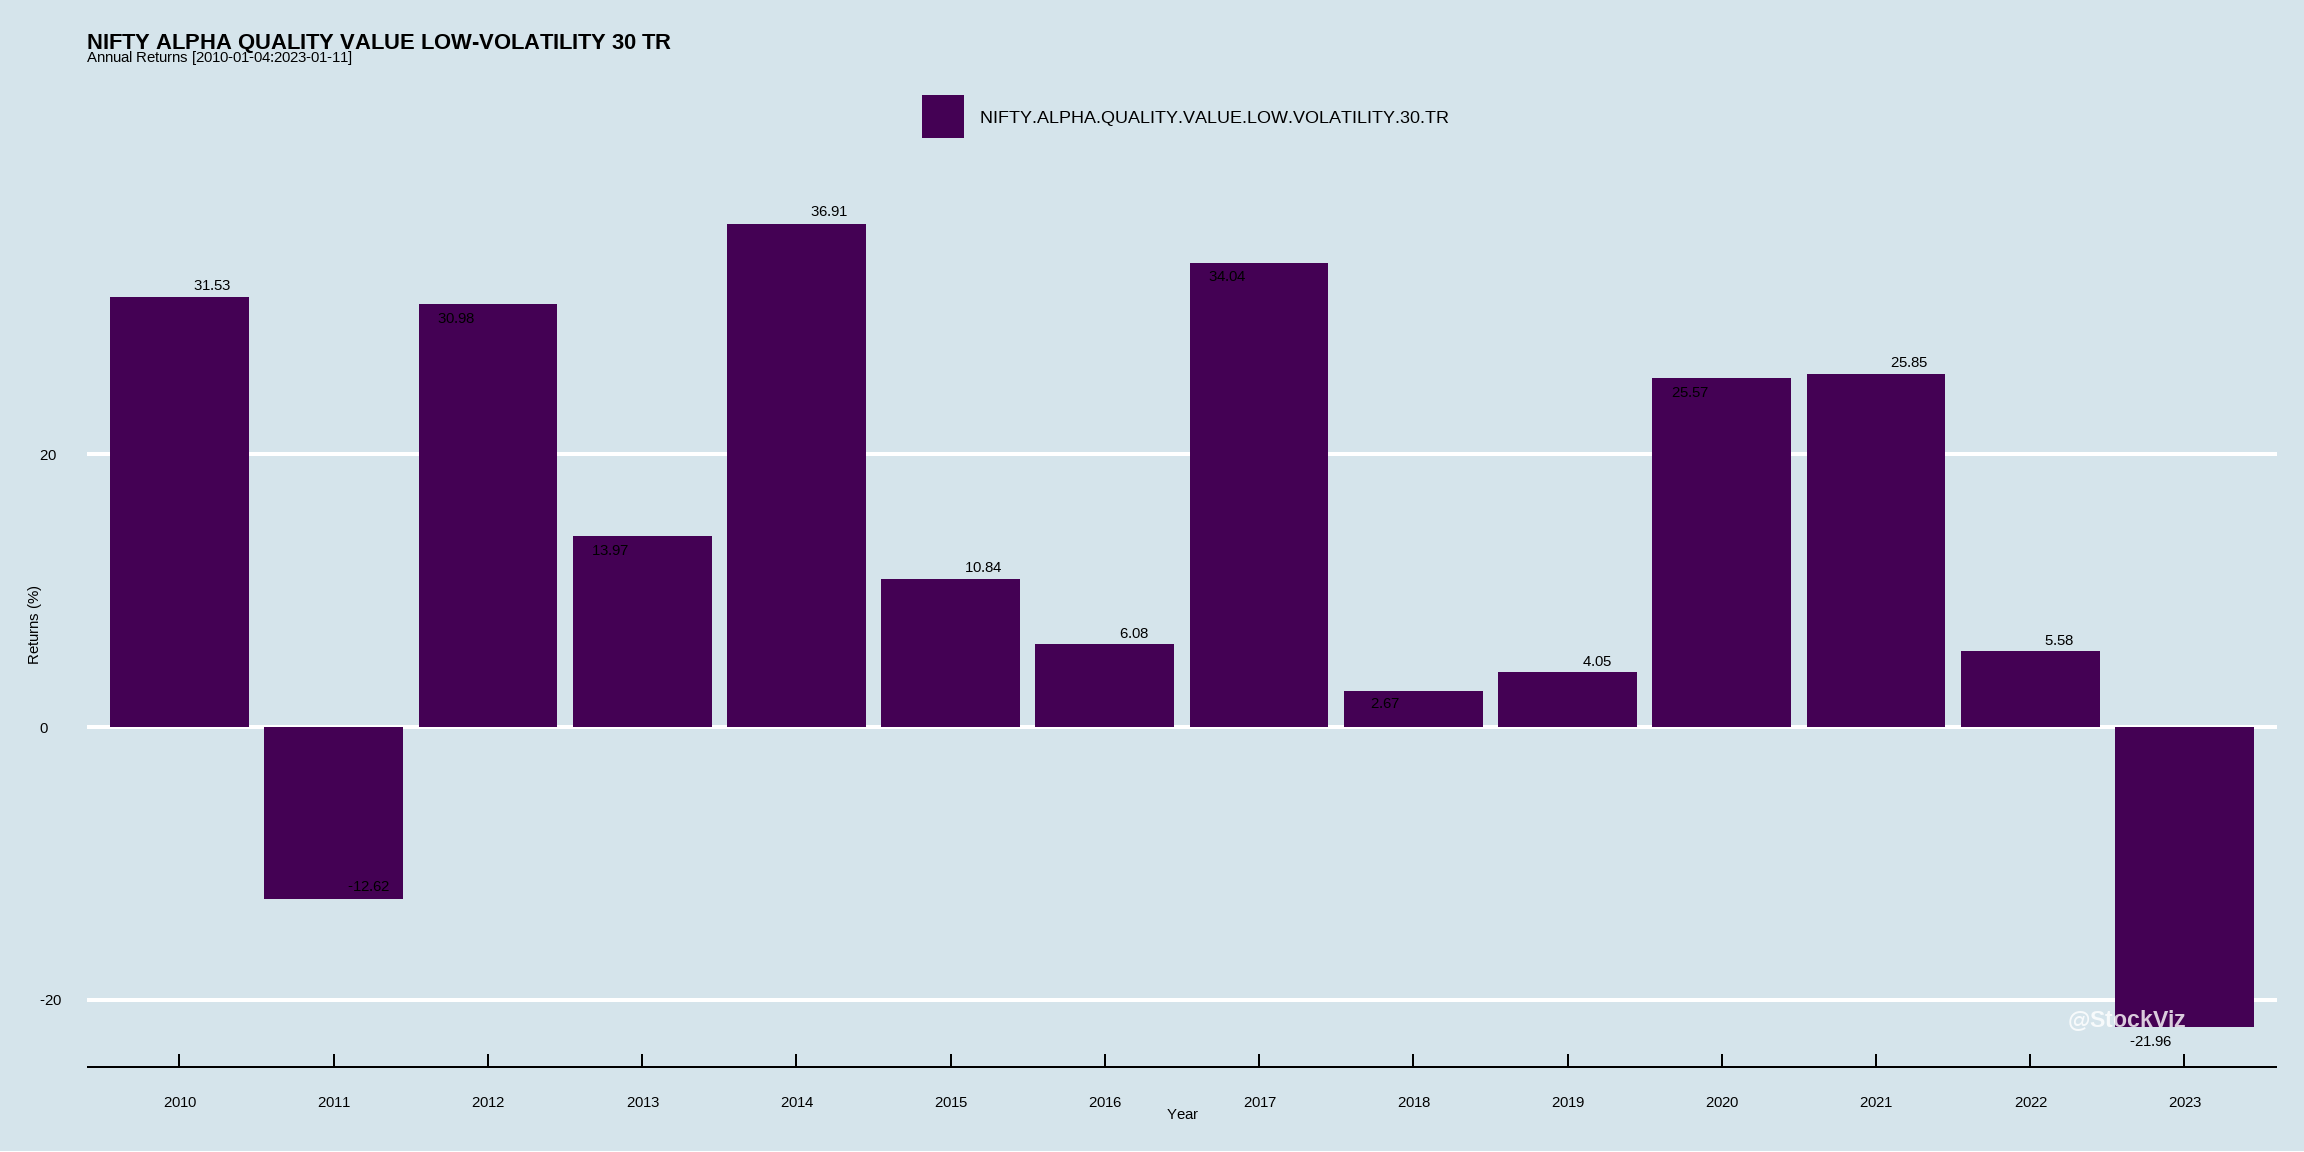 NIFTY ALPHA QUALITY VALUE LOW-VOLATILITY 30 TR
Annual Returns [2010-01-04:2023-01-11]
NIFTY.ALPHA.QUALITY.VALUE.LOW.VOLATILITY.30.TR
36.91
31.53
34.04
30.98
25.85
25.57
20
13.97
10.84
Returns (%)
6.08
5.58
4.05
2.67
0
-12.62
-20
@StockViz
-21.96
2010 2011 2012 2013 2014 2015 2016 2017 2018 2019 2020 2021 2022 2023
Year